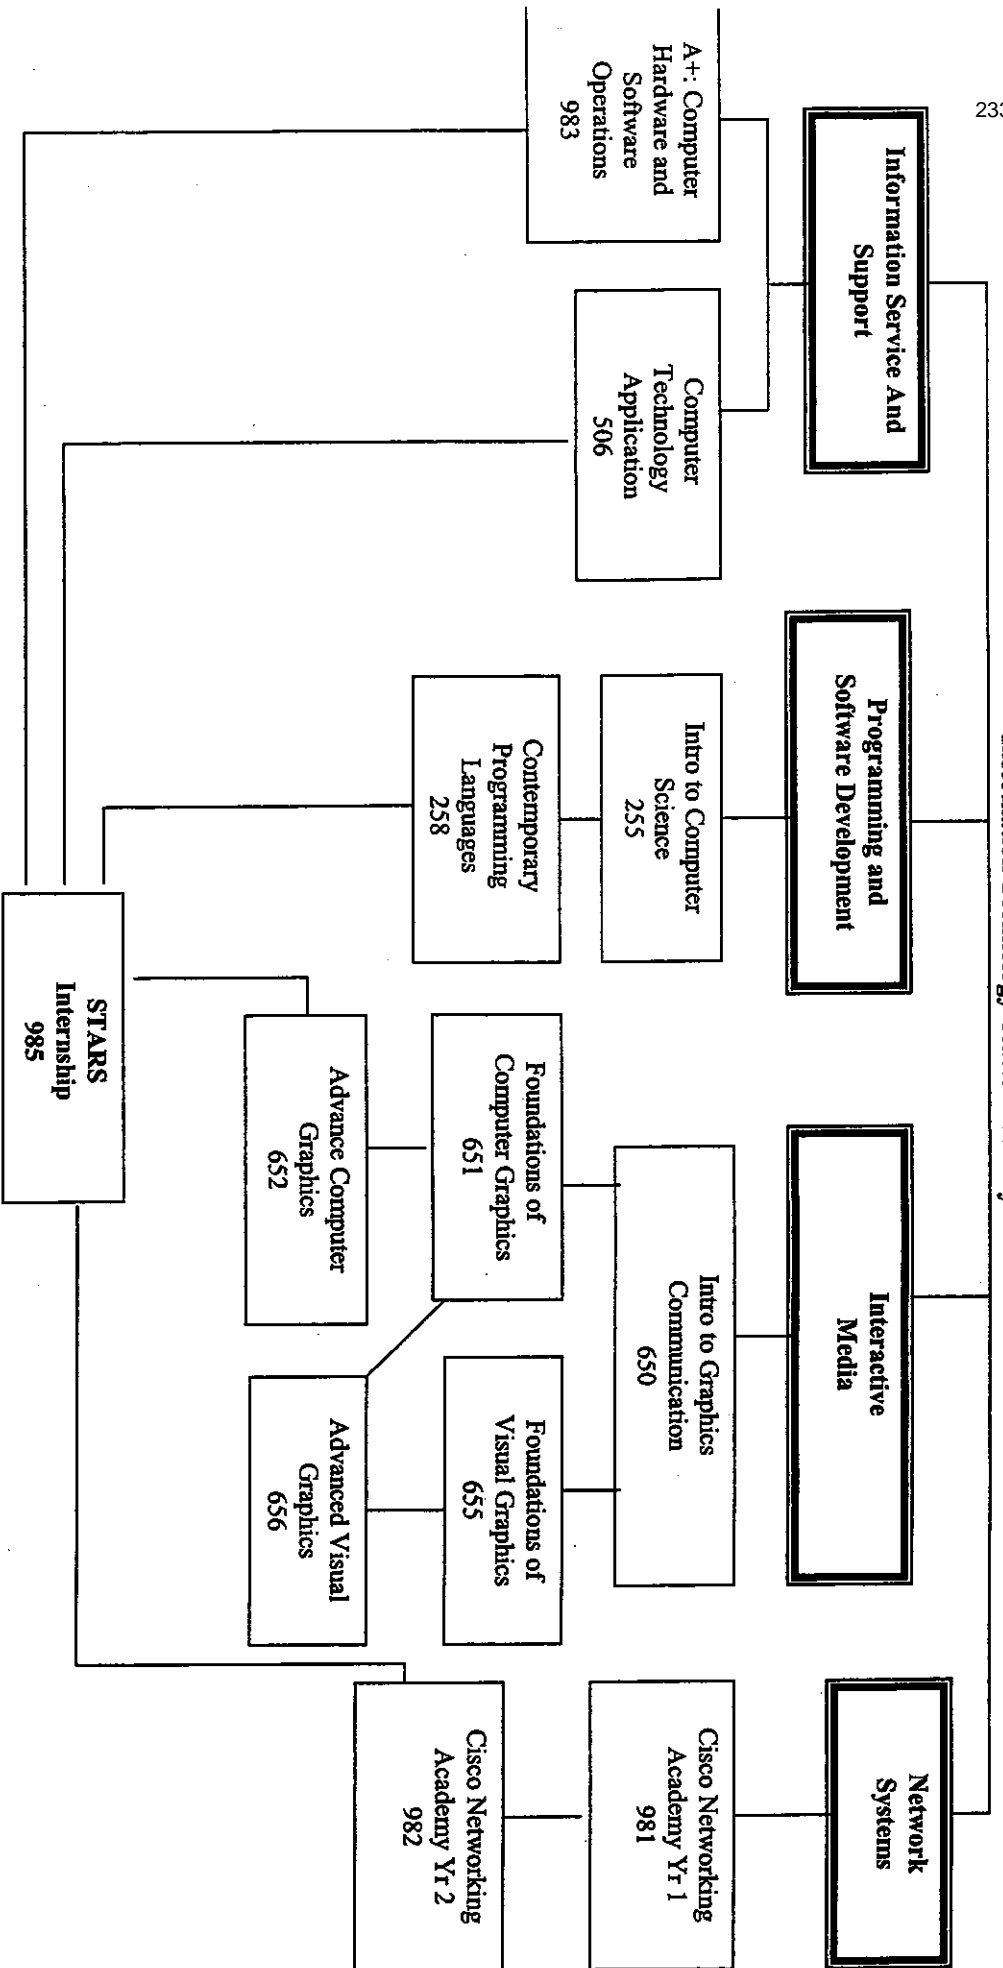 233
Information Service And
Support
Programming and
Software Development
Interactive
Media
Network
Systems
A+: Computer
Hardware and
Software
Operations
983
Computer
Technology
Application
506
Intro to Computer
Science
255
Contemporary
Programming
Languages
258
Intro to Graphics
Communication
650
Foundations of
Computer Graphics
651
Foundations of
Visual Graphics
655
Advance Computer
Graphics
652
Advanced Visual
Graphics
656
Cisco Networking
Academy Yr 1
981
Cisco Networking
Academy Yr 2
982
STARS
Internship
985